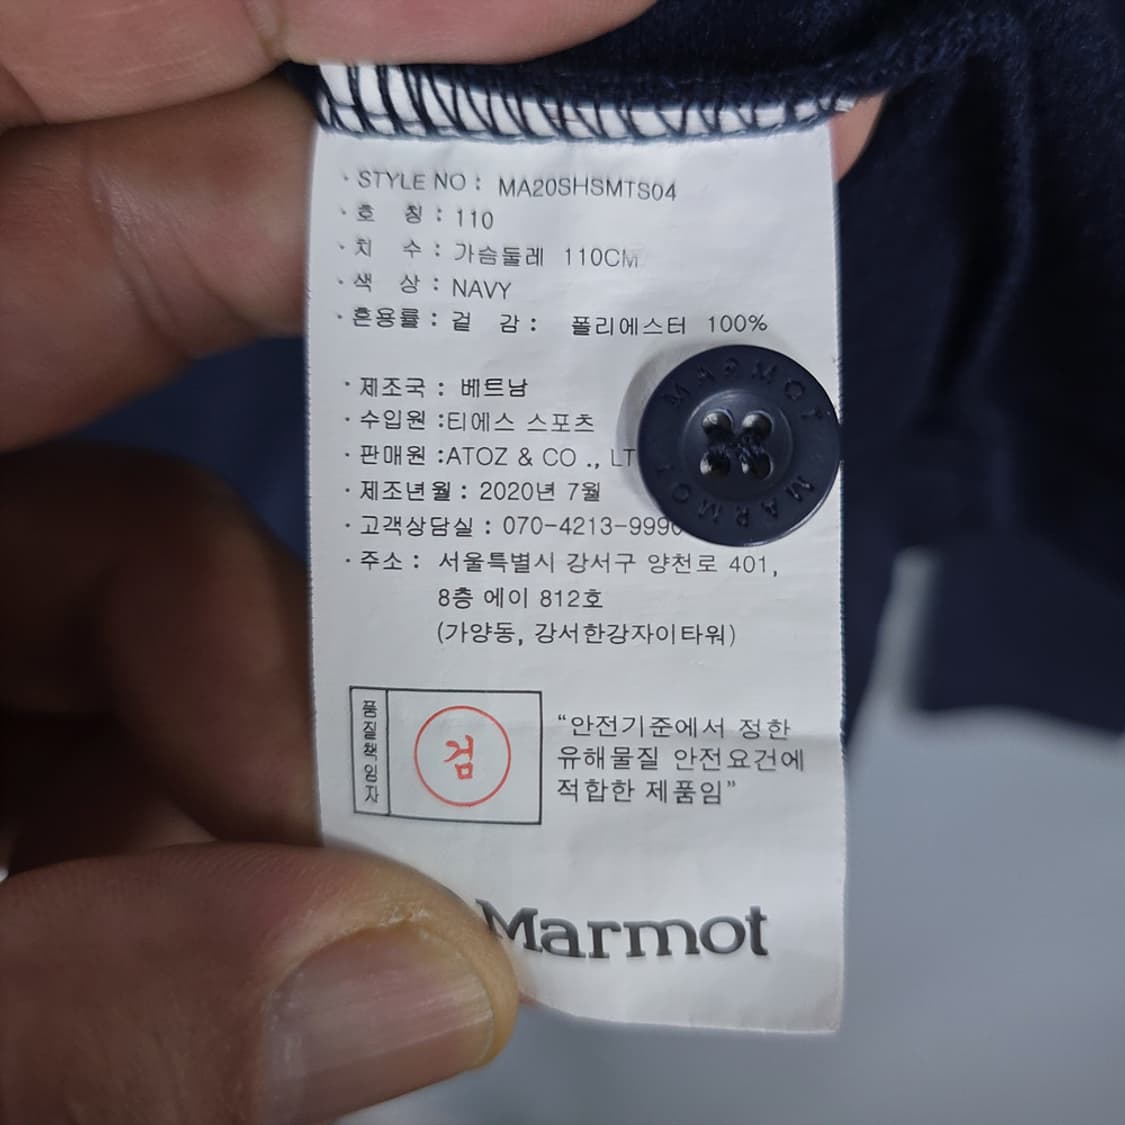 · STYLE NO : MA20SHSMTS04
· 호 칭 : 110
· 치 수 : 가슴둘레 110CM
· 색 상 : NAVY
· 혼용률 : 겉 감 : 폴리에스터 100%
· 제조국 : 베트남
· 수입원 :티에스 스포츠
· 판매원 :ATOZ & CO ., LT
· 제조년월 : 2020년 7월
· 고객상담실 : 070-4213-999
· 주소 : 서울특별시 강서구 양천로 401,
8층 에이 812호
(가양동, 강서한강자이타워)
품질책임자
검
“안전기준에서 정한
유해물질 안전요건에
적합한 제품임”
Marmot
MARMOT
MARMOT